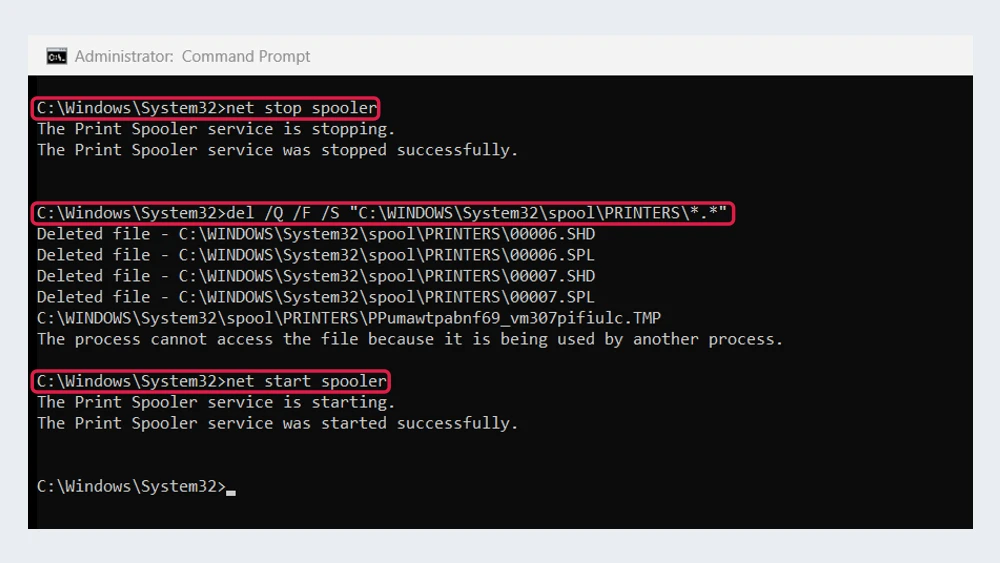 Administrator: Command Prompt
C:\Windows\System32>net stop spooler
The Print Spooler service is stopping.
The Print Spooler service was stopped successfully.
C:\Windows\System32>del /Q /F /S "C:\WINDOWS\System32\spool\PRINTERS\*.*"
Deleted file - C:\WINDOWS\System32\spool\PRINTERS\00006.SHD
Deleted file - C:\WINDOWS\System32\spool\PRINTERS\00006.SPL
Deleted file - C:\WINDOWS\System32\spool\PRINTERS\00007.SHD
Deleted file - C:\WINDOWS\System32\spool\PRINTERS\00007.SPL
C:\WINDOWS\System32\spool\PRINTERS\PPumawtpabnf69_vm307pifiulc.TMP
The process cannot access the file because it is being used by another process.
C:\Windows\System32>net start spooler
The Print Spooler service is starting.
The Print Spooler service was started successfully.
C:\Windows\System32>